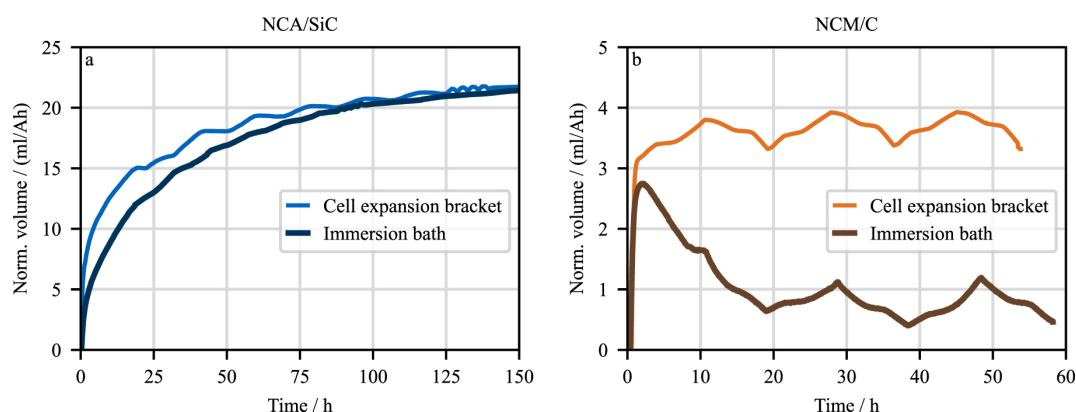 NCA/SiC
a
Norm. volume / (ml/Ah)
25
20
15
10
5
0
Cell expansion bracket
Immersion bath
0 25 50 75 100 125 150
Time / h
NCM/C
b
Norm. volume / (ml/Ah)
5
4
3
2
1
0
Cell expansion bracket
Immersion bath
0 10 20 30 40 50 60
Time / h